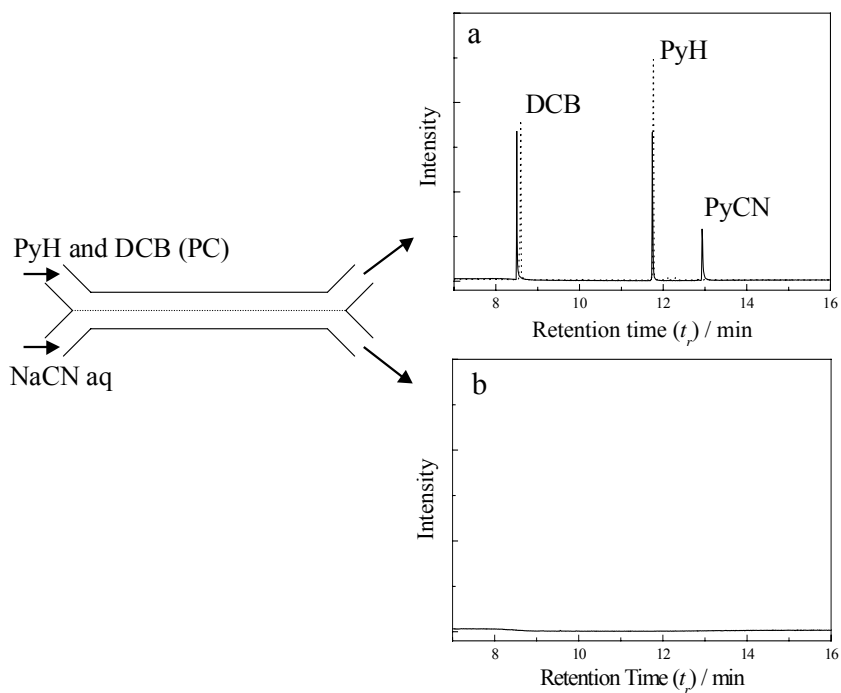 a
PyH
DCB
PyCN
Intensity
8 10 12 14 16
Retention time (t_r) / min
PyH and DCB (PC)
NaCN aq
b
Intensity
8 10 12 14 16
Retention Time (t_r) / min